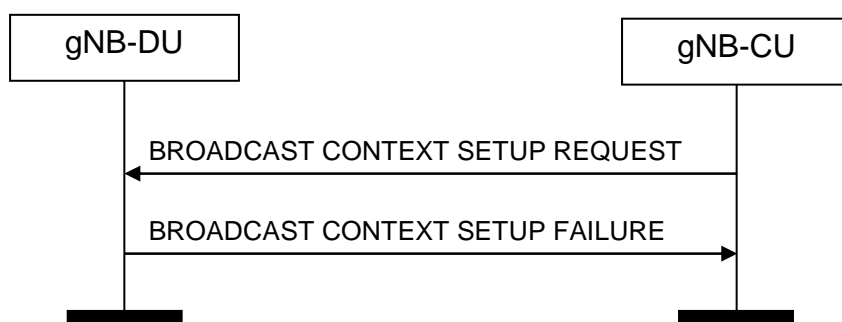 gNB-DU
gNB-CU
BROADCAST CONTEXT SETUP REQUEST
BROADCAST CONTEXT SETUP FAILURE